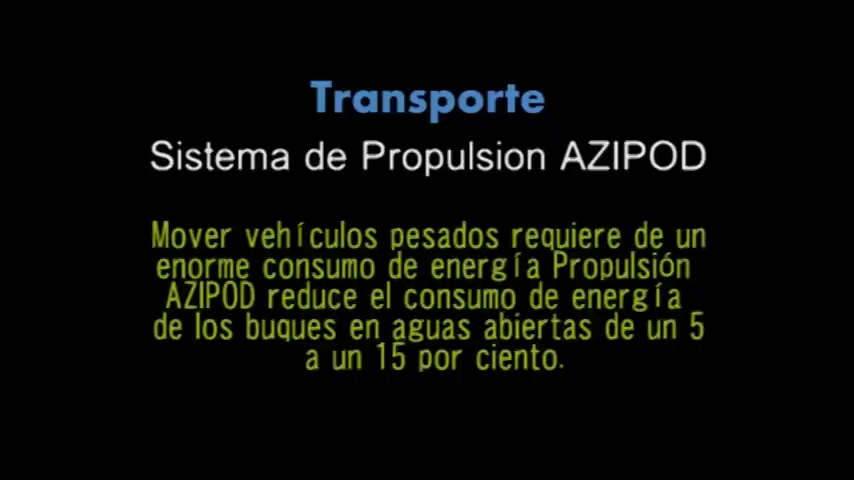 Transporte
Sistema de Propulsion AZIPOD
Mover vehículos pesados requiere de un
enorme consumo de energía Propulsión
AZIPOD reduce el consumo de energía
de los buques en aguas abiertas de un 5
a un 15 por ciento.